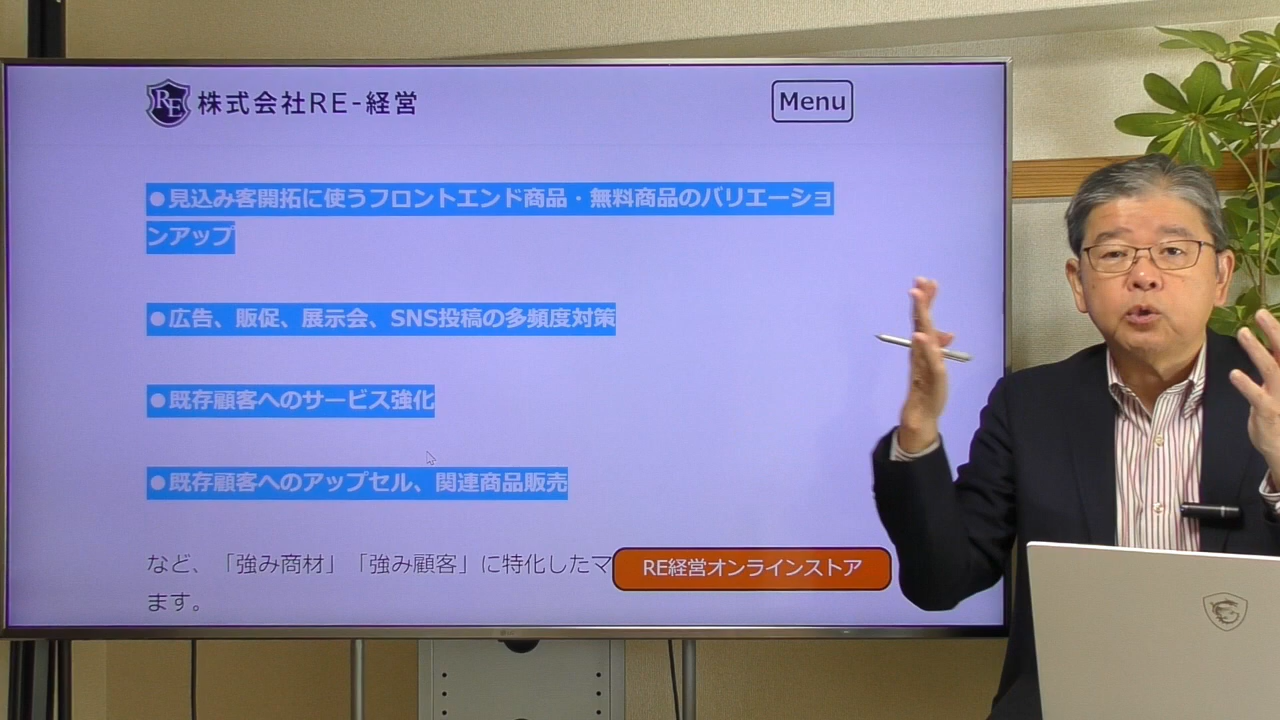 RE 株式会社RE-経営
Menu
●見込み客開拓に使うフロントエンド商品・無料商品のバリエーショ
ンアップ
●広告、販促、展示会、SNS投稿の多頻度対策
●既存顧客へのサービス強化
●既存顧客へのアップセル、関連商品販売
など、「強み商材」「強み顧客」に特化したマ
RE経営オンラインストア
ます。
LG